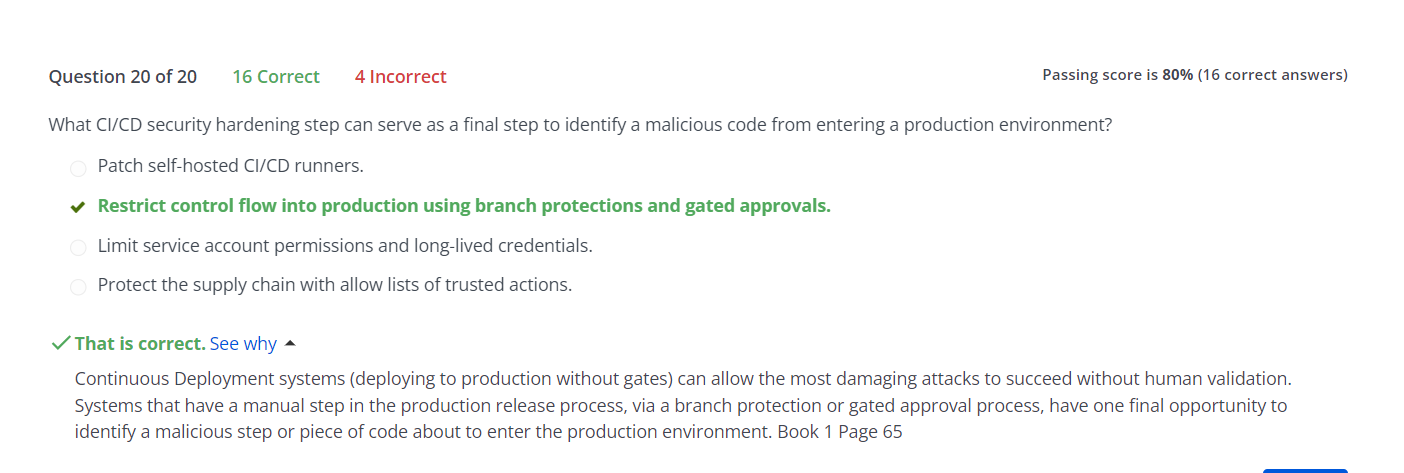 Question 20 of 20 16 Correct 4 Incorrect Passing score is 80% (16 correct answers)
What CI/CD security hardening step can serve as a final step to identify a malicious code from entering a production environment?
Patch self-hosted CI/CD runners.
Restrict control flow into production using branch protections and gated approvals.
Limit service account permissions and long-lived credentials.
Protect the supply chain with allow lists of trusted actions.
That is correct. See why
Continuous Deployment systems (deploying to production without gates) can allow the most damaging attacks to succeed without human validation.
Systems that have a manual step in the production release process, via a branch protection or gated approval process, have one final opportunity to
identify a malicious step or piece of code about to enter the production environment. Book 1 Page 65